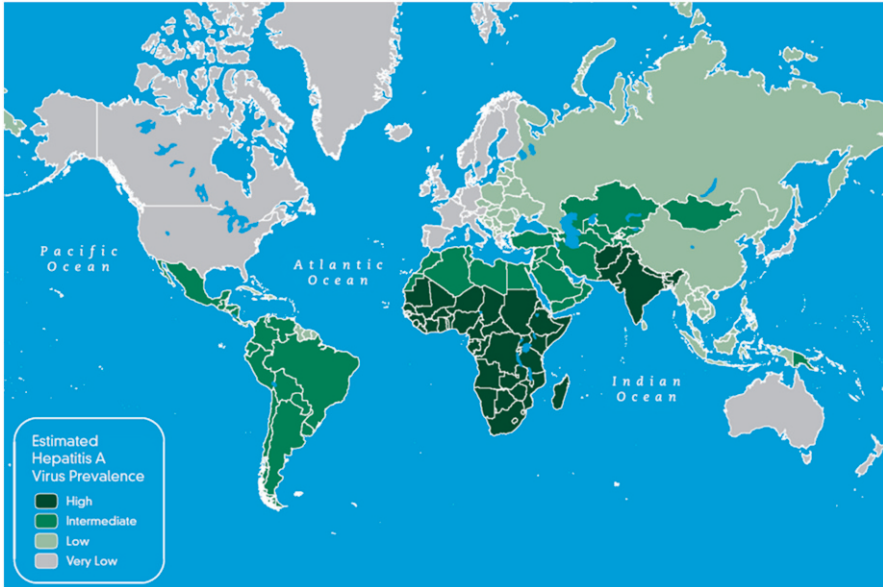 Pacific
Ocean
Atlantic
Ocean
Indian
Ocean
Estimated
Hepatitis A
Virus Prevalence
High
Intermediate
Low
Very Low